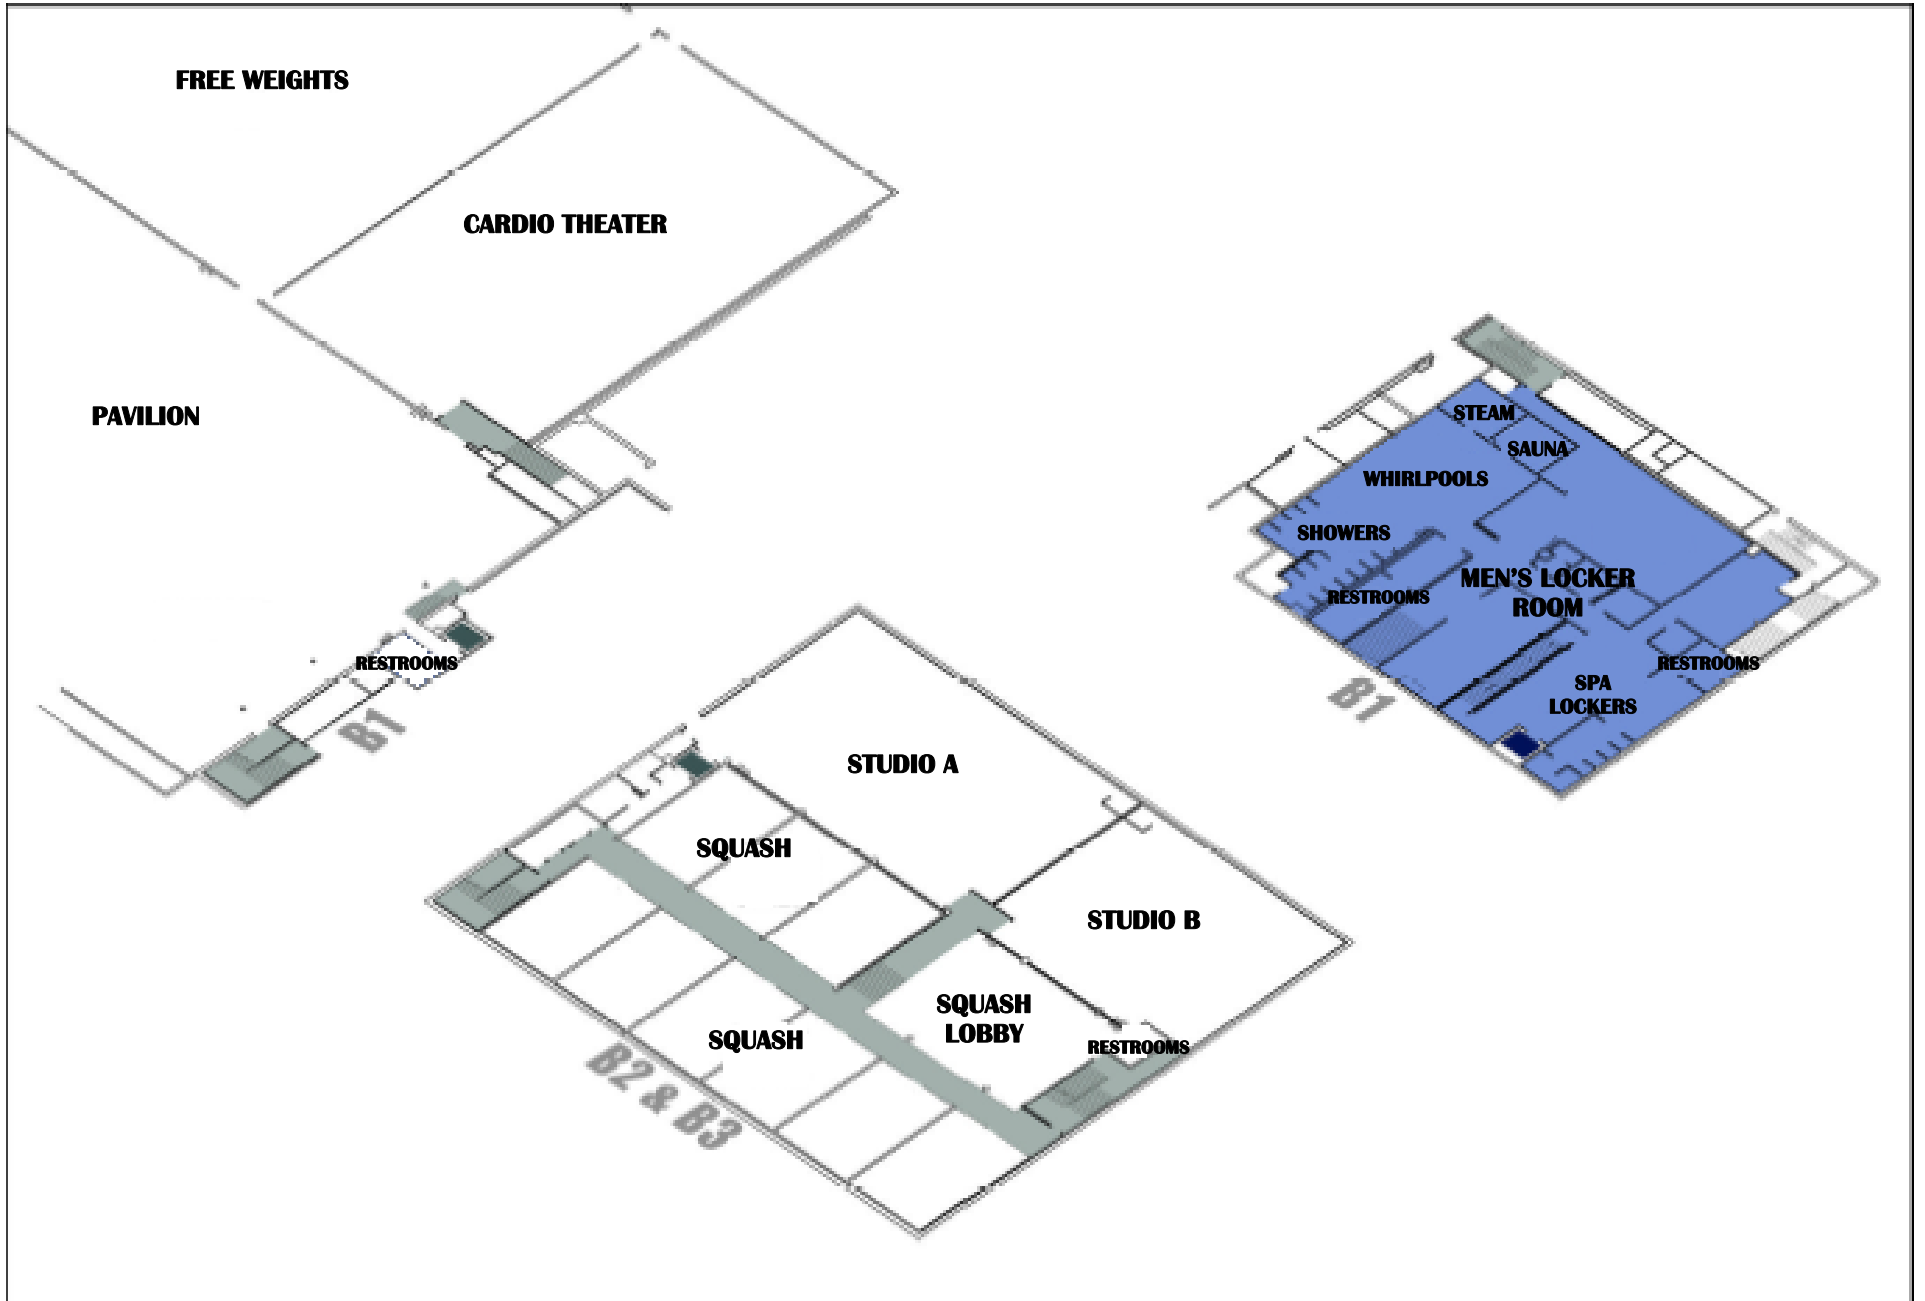 FREE WEIGHTS
CARDIO THEATER
PAVILION
RESTROOMS
B1
STUDIO A
SQUASH
STUDIO B
SQUASH
LOBBY
SQUASH
RESTROOMS
B2 & B3
STEAM
SAUNA
WHIRLPOOLS
SHOWERS
MEN'S LOCKER
ROOM
RESTROOMS
RESTROOMS
SPA
LOCKERS
B1